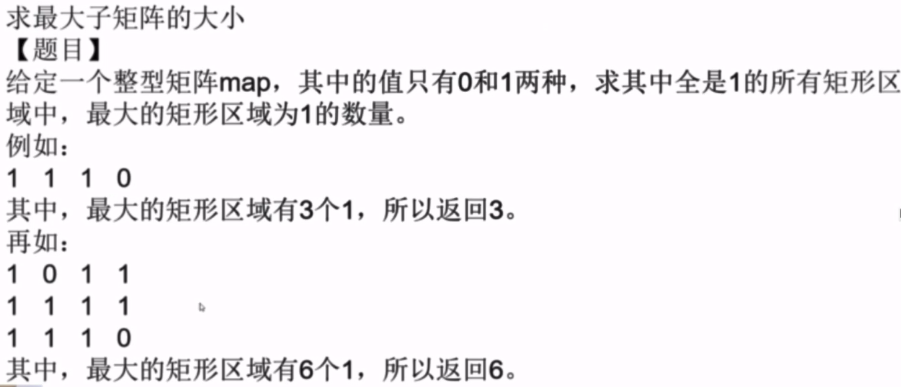 求最大子矩阵的大小
【题目】
给定一个整型矩阵map，其中的值只有0和1两种，求其中全是1的所有矩形区
域中，最大的矩形区域为1的数量。
例如：
1 1 1 0
其中，最大的矩形区域有3个1，所以返回3。
再如：
1 0 1 1
1 1 1 1
1 1 1 0
其中，最大的矩形区域有6个1，所以返回6。